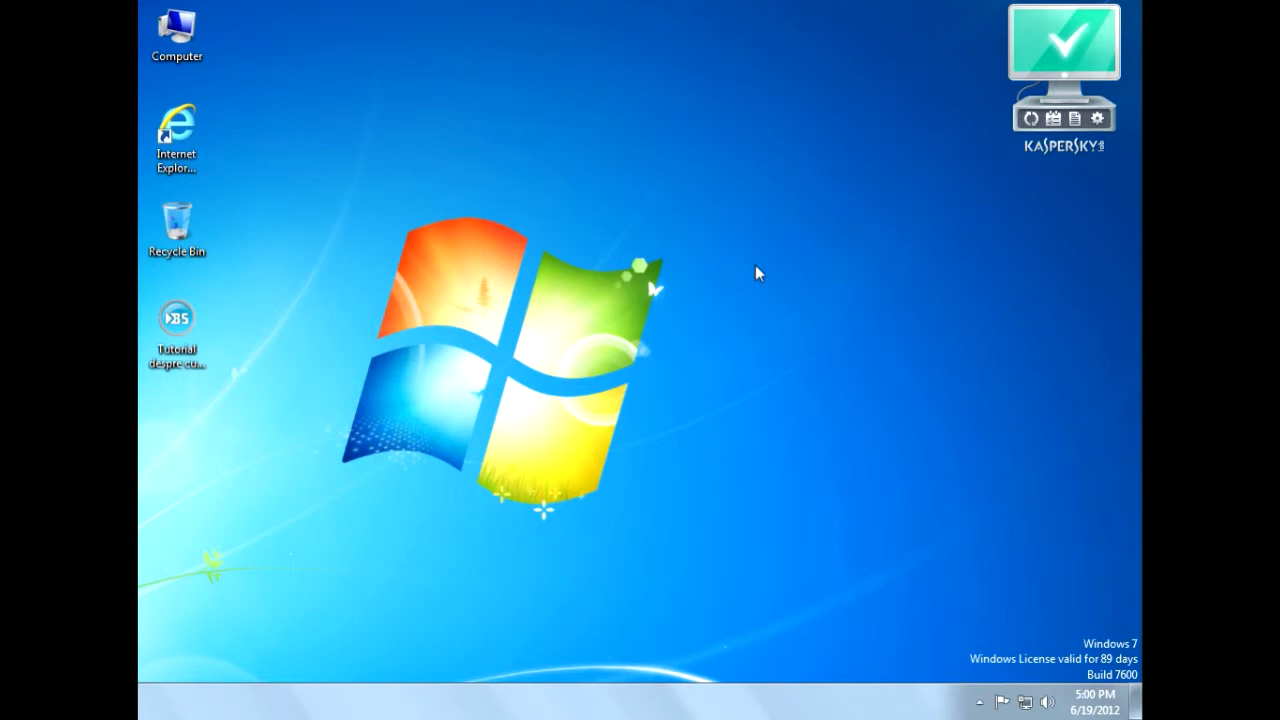 Computer
Internet
Explor...
Recycle Bin
BS
Tutorial
despre cu...
KASPERSKY
Windows 7
Windows License valid for 89 days
Build 7600
5:00 PM
6/19/2012